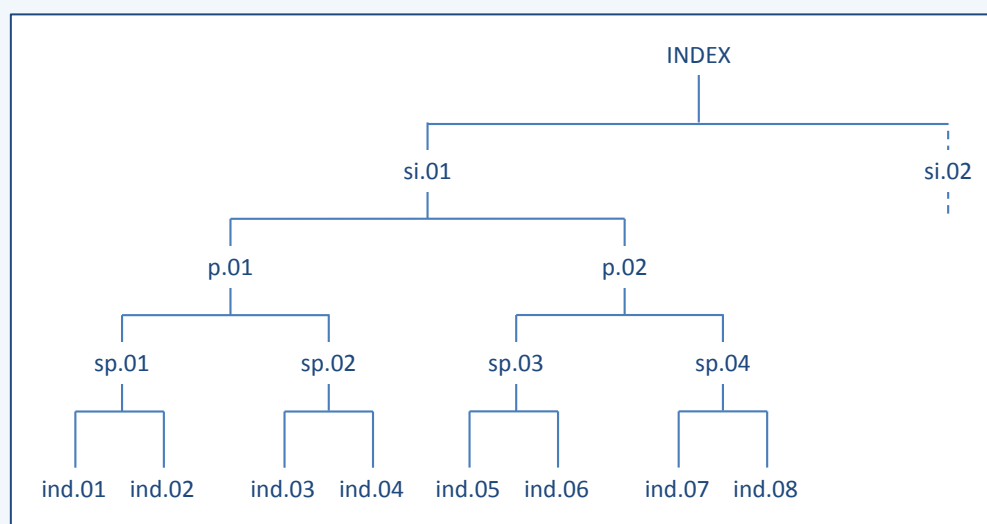 INDEX
si.01 si.02
p.01 p.02
sp.01 sp.02 sp.03 sp.04
ind.01 ind.02 ind.03 ind.04 ind.05 ind.06 ind.07 ind.08